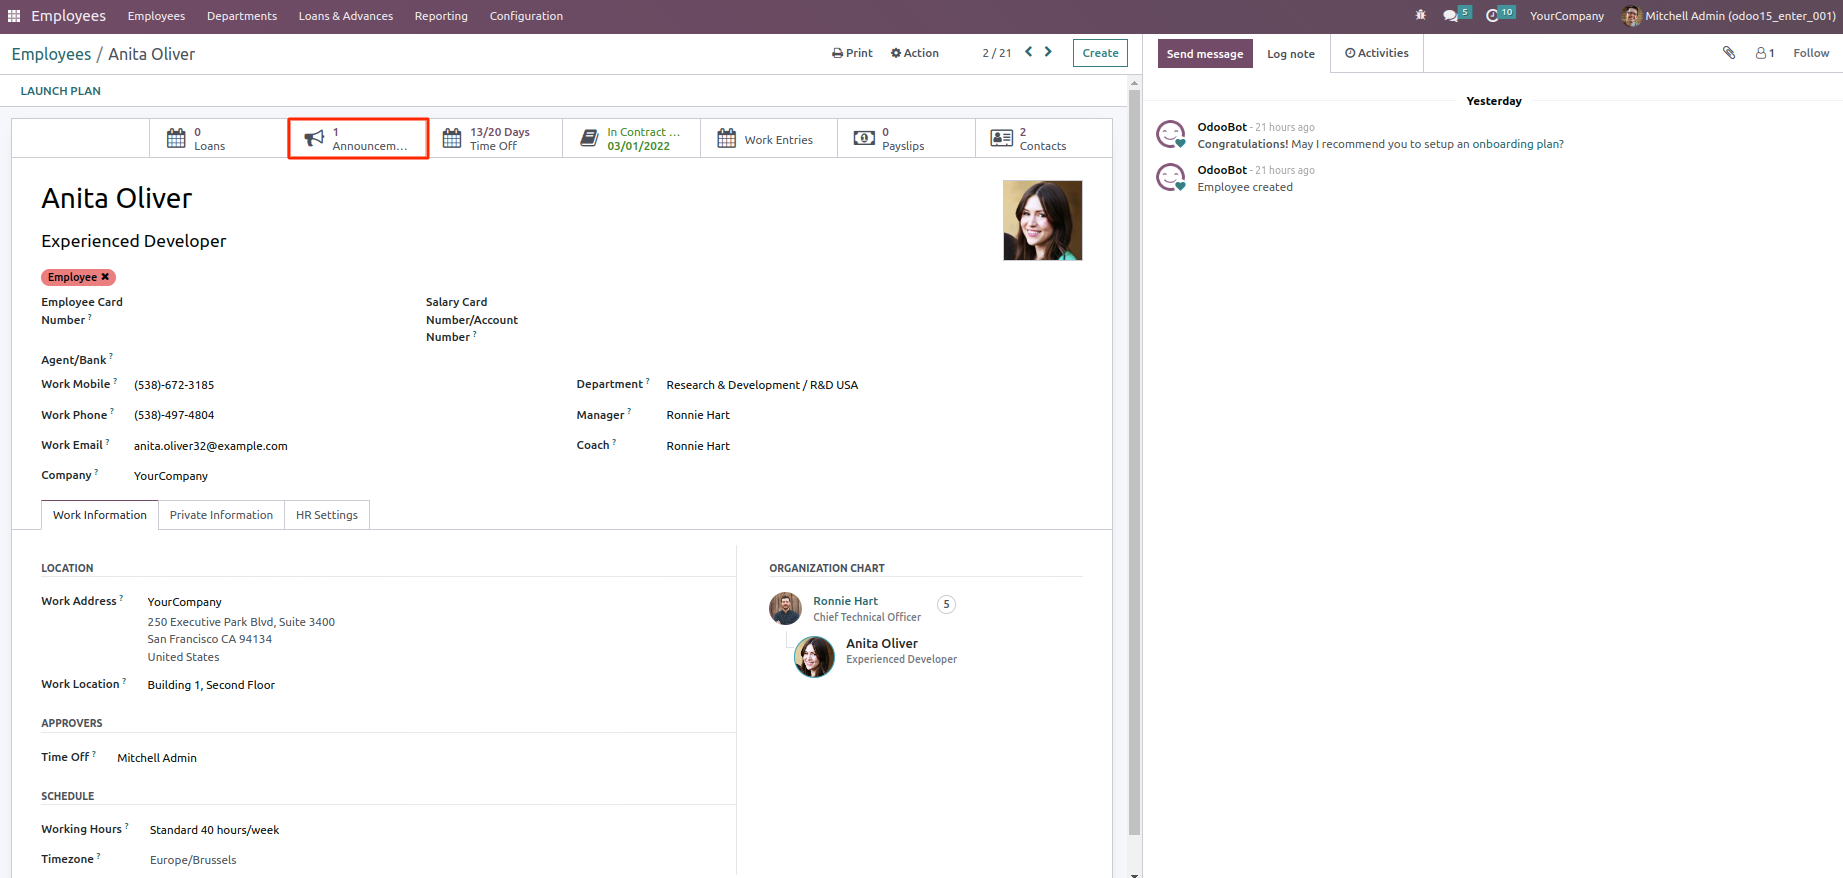 Employees Employees Departments Loans & Advances Reporting Configuration 5 10 YourCompany Mitchell Admin (odoo15_enter_001)
Employees / Anita Oliver Print Action 2 / 21 Create
LAUNCH PLAN
0
Loans
1
Announcem...
13/20 Days
Time Off
In Contract ...
03/01/2022
Work Entries
0
Payslips
2
Contacts
Anita Oliver
Experienced Developer
Employee ✖
Employee Card
Number ?
Salary Card
Number/Account
Number ?
Agent/Bank ?
Work Mobile ? (538)-672-3185
Department ? Research & Development / R&D USA
Work Phone ? (538)-497-4804
Manager ? Ronnie Hart
Work Email ? anita.oliver32@example.com
Coach ? Ronnie Hart
Company ? YourCompany
Work Information Private Information HR Settings
LOCATION
Work Address ? YourCompany
250 Executive Park Blvd, Suite 3400
San Francisco CA 94134
United States
Work Location ? Building 1, Second Floor
APPROVERS
Time Off ? Mitchell Admin
SCHEDULE
Working Hours ? Standard 40 hours/week
Timezone ? Europe/Brussels
ORGANIZATION CHART
Ronnie Hart 5
Chief Technical Officer
Anita Oliver
Experienced Developer
Send message Log note Activities 1 Follow
Yesterday
OdooBot - 21 hours ago
Congratulations! May I recommend you to setup an onboarding plan?
OdooBot - 21 hours ago
Employee created